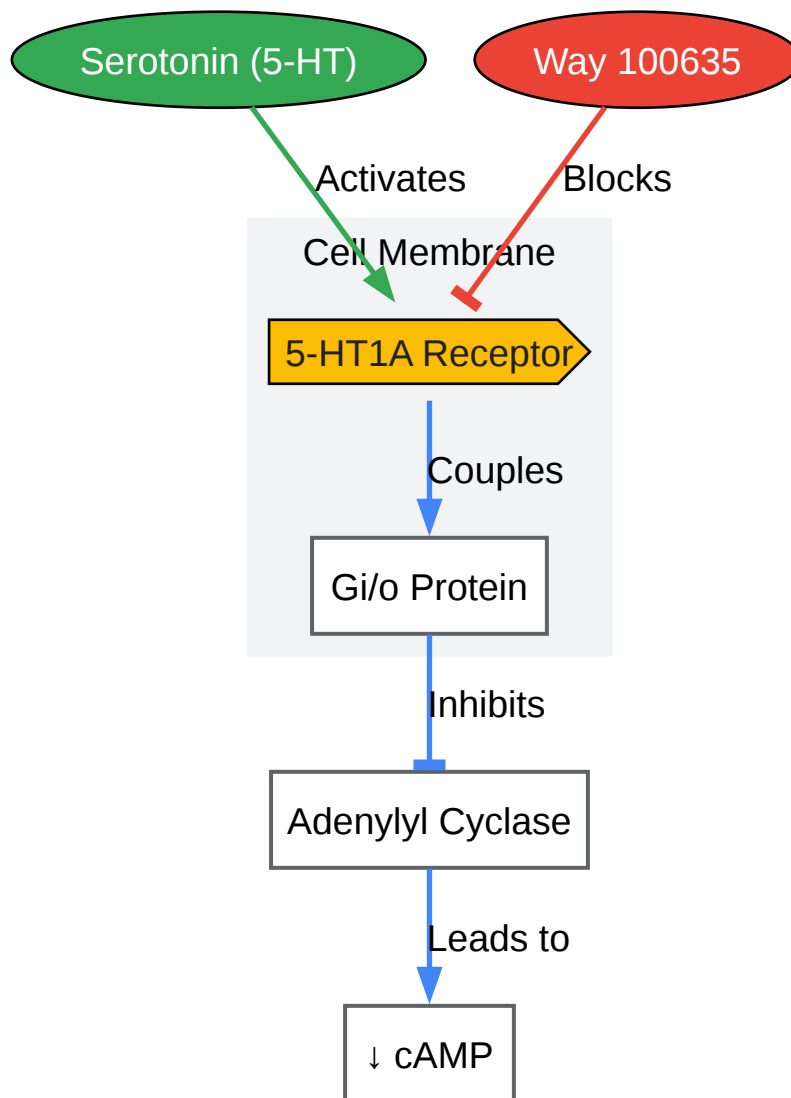 Serotonin (5-HT)
Way 100635
Activates
Blocks
Cell Membrane
5-HT1A Receptor
Couples
Gi/o Protein
Inhibits
Adenylyl Cyclase
Leads to
↓ cAMP